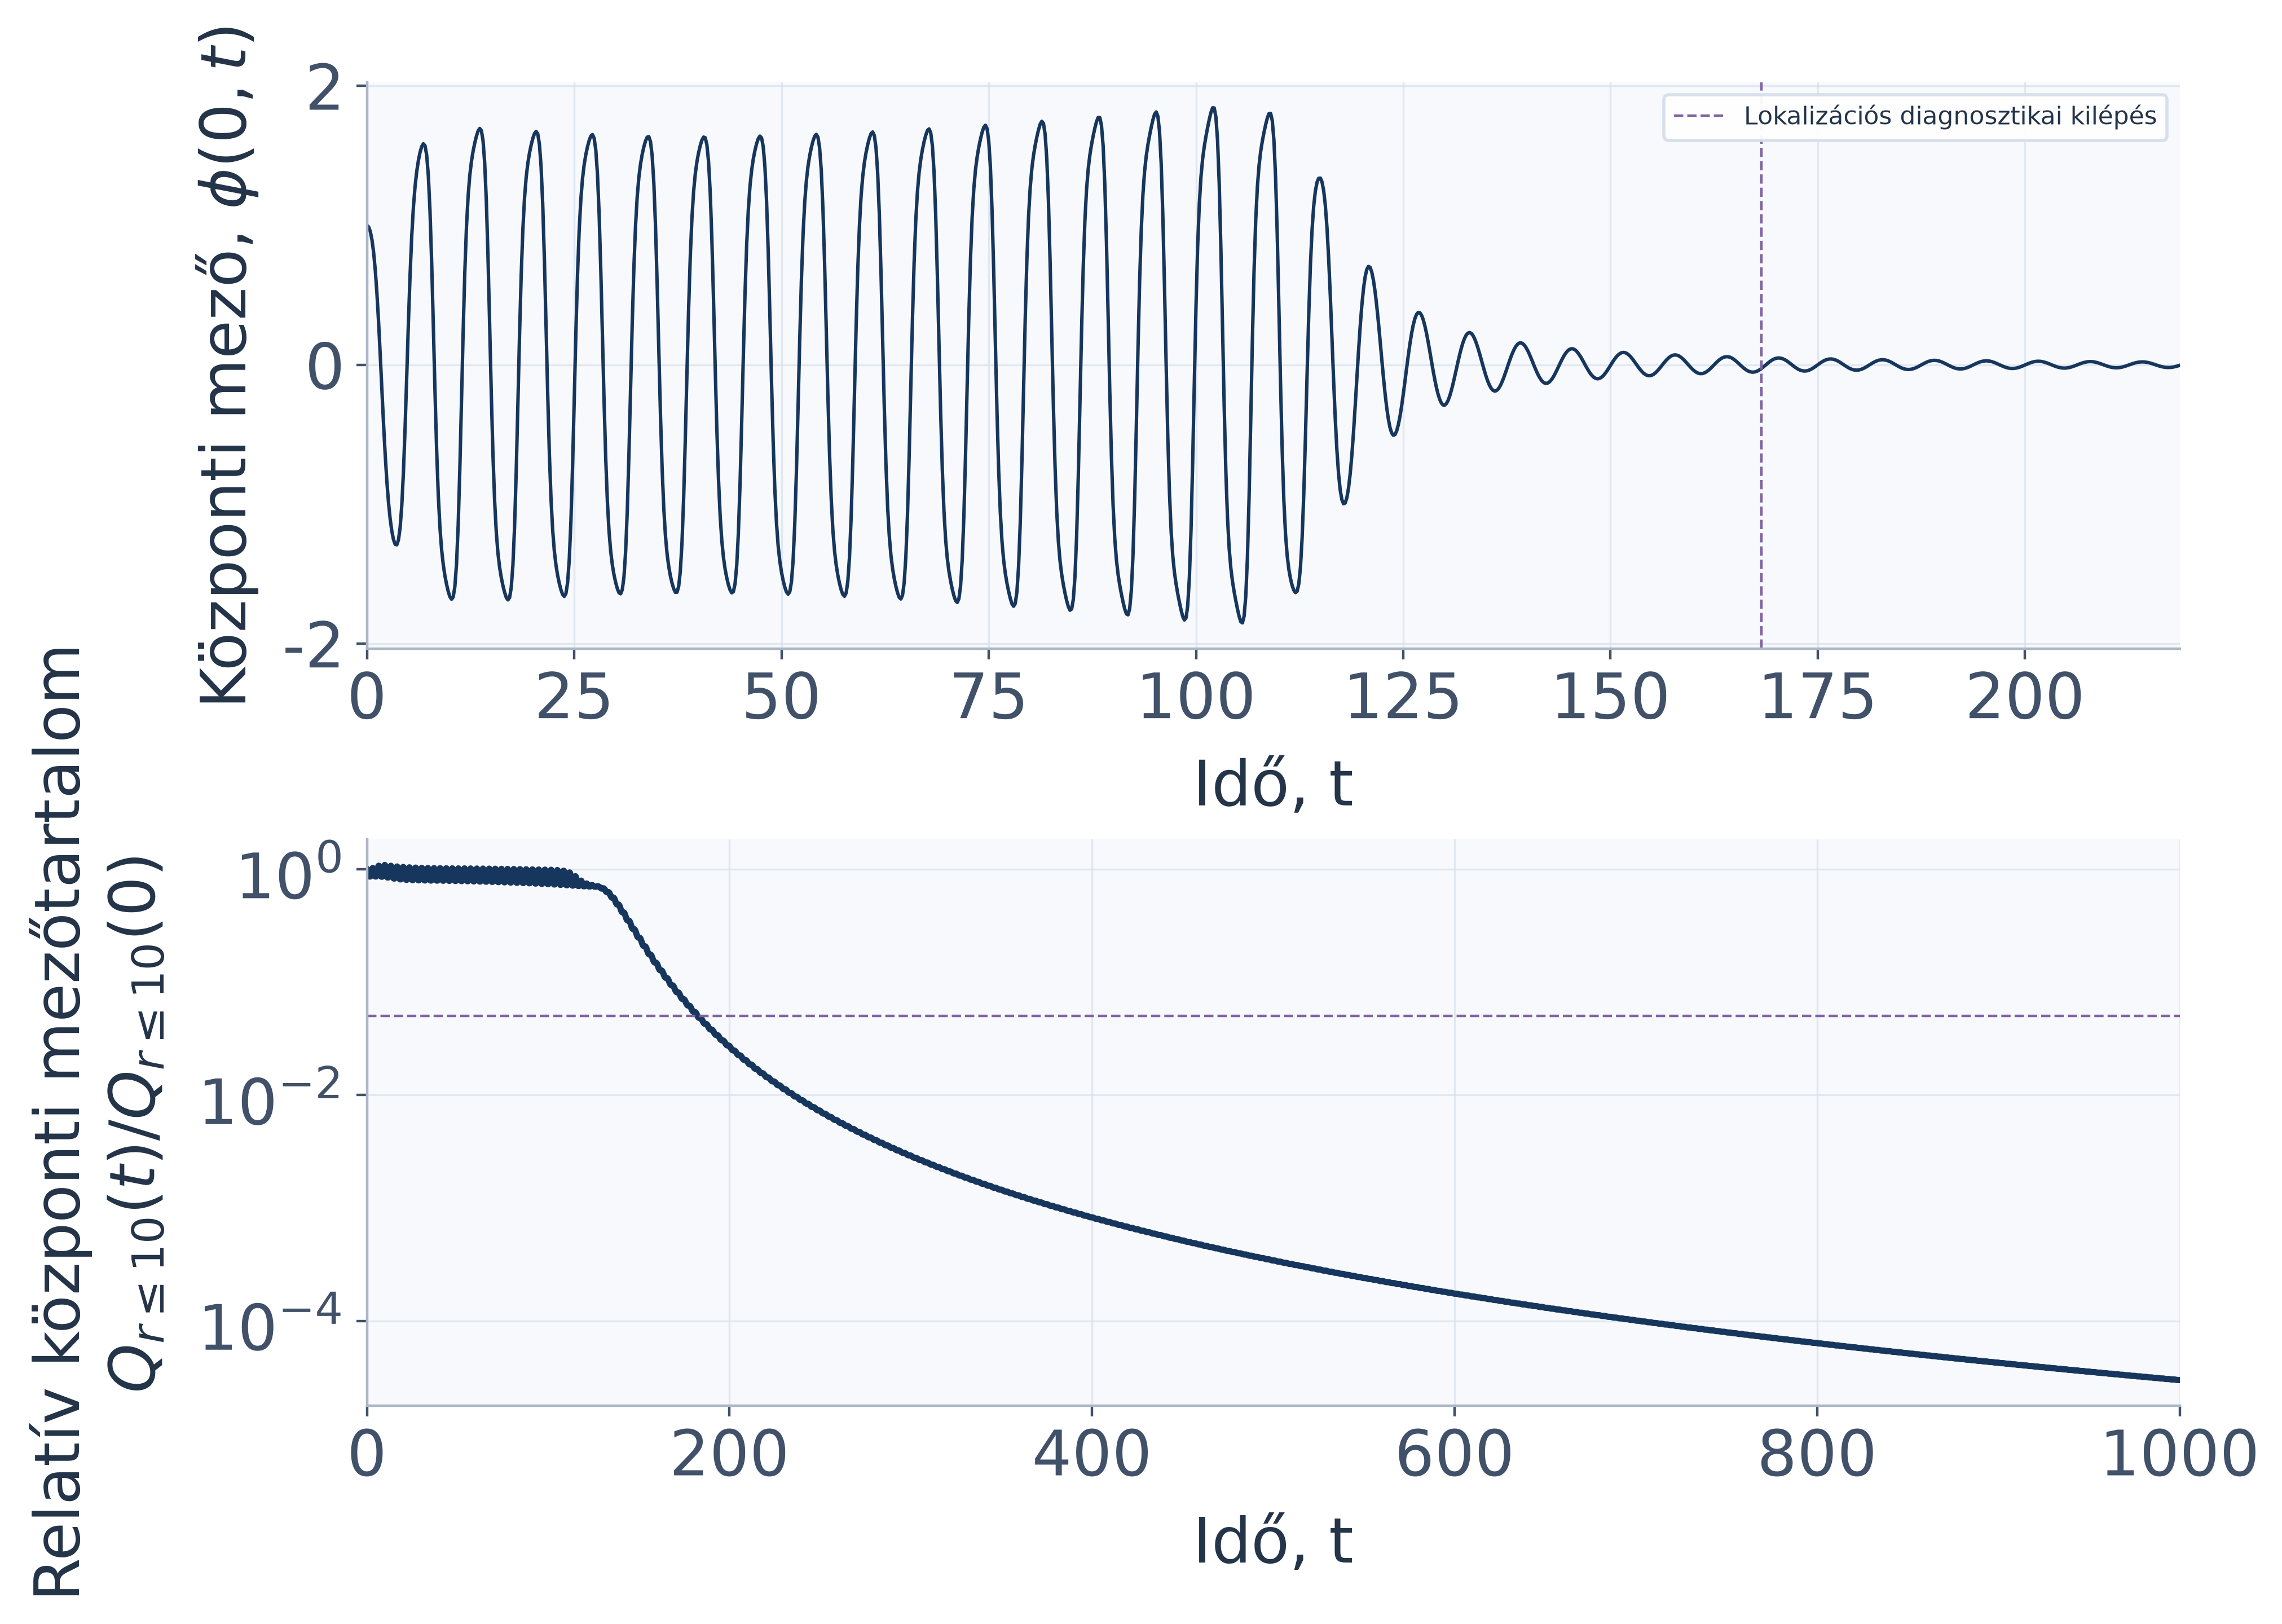 Központi mező, ϕ(0, t)
2
0
-2
Lokalizációs diagnosztikai kilépés
0 25 50 75 100 125 150 175 200
Idő, t
Relatív központi mezőtartalom
Q_{r≤10}(t)/Q_{r≤10}(0)
10⁰
10⁻²
10⁻⁴
0 200 400 600 800 1000
Idő, t